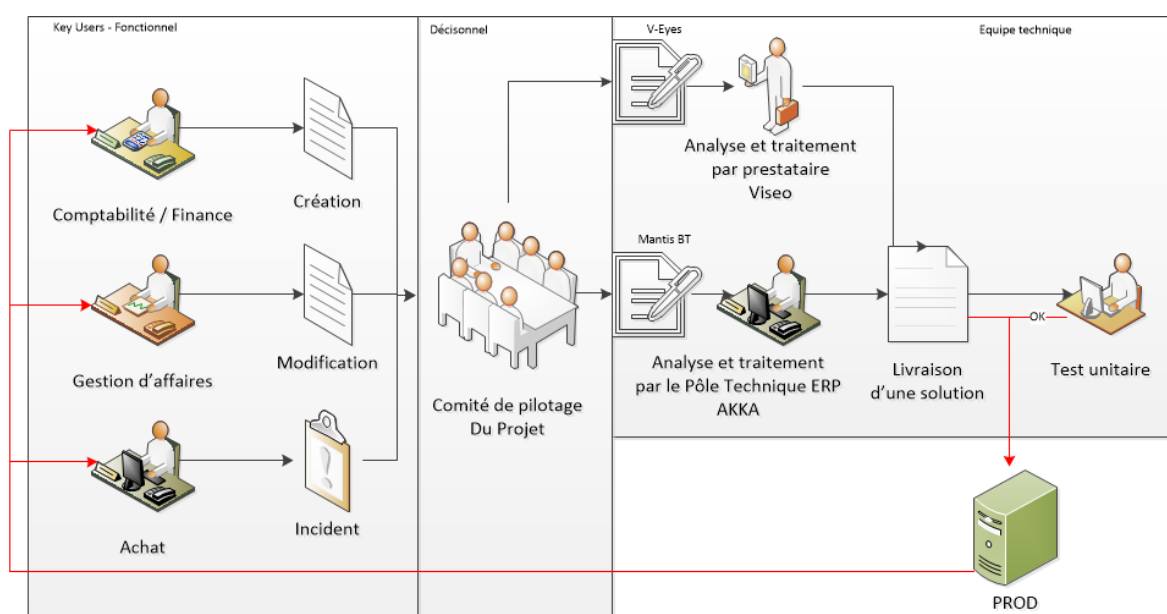 Key Users - Fonctionnel
Décisonnel
V-Eyes
Equipe technique
Comptabilité / Finance
Création
Analyse et traitement
par prestataire
Viseo
Mantis BT
Gestion d'affaires
Modification
Comité de pilotage
Du Projet
Analyse et traitement
par le Pôle Technique ERP
AKKA
Livraison
d'une solution
OK
Test unitaire
Achat
Incident
PROD